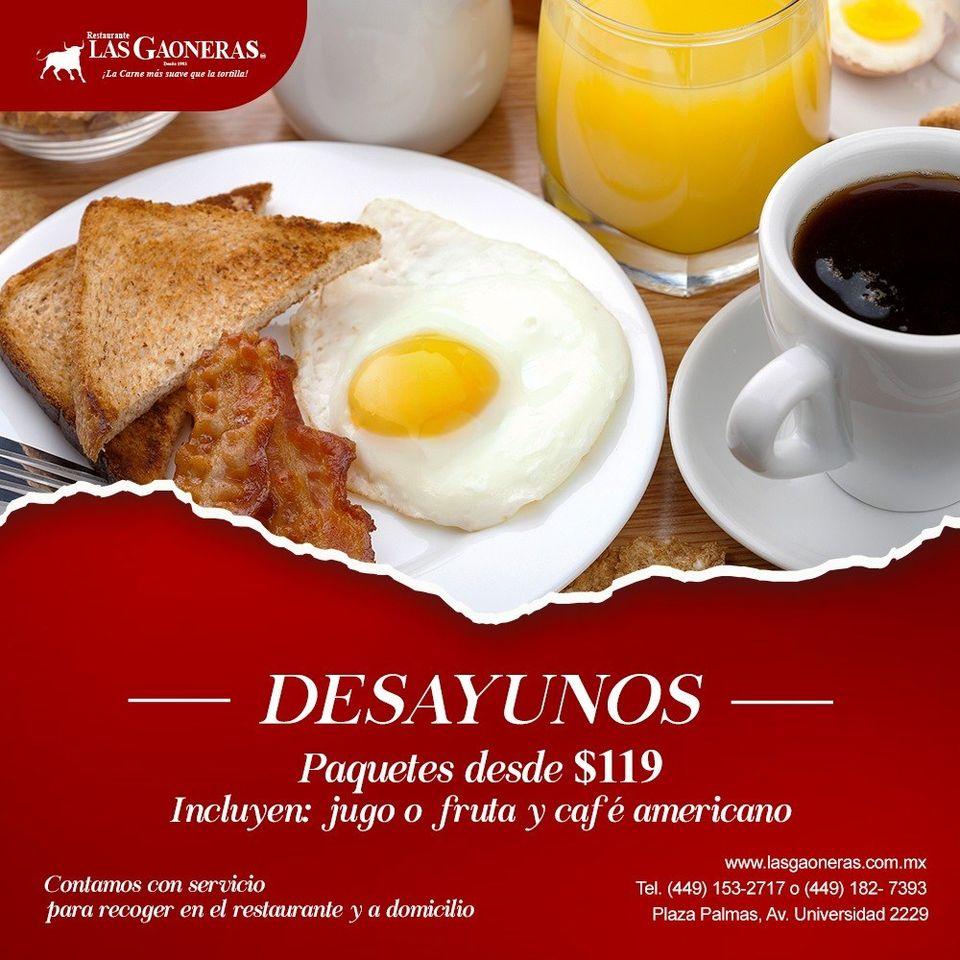 Restaurante
LAS GAONERAS
Desde 1993
¡La Carne más suave que la tortilla!
DESAYUNOS
Paquetes desde $119
Incluyen: jugo o fruta y café americano
Contamos con servicio
para recoger en el restaurante y a domicilio
www.lasgaoneras.com.mx
Tel. (449) 153-2717 o (449) 182- 7393
Plaza Palmas, Av. Universidad 2229